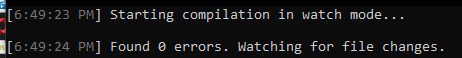 [6:49:23 PM] Starting compilation in watch mode...
[6:49:24 PM] Found 0 errors. Watching for file changes.